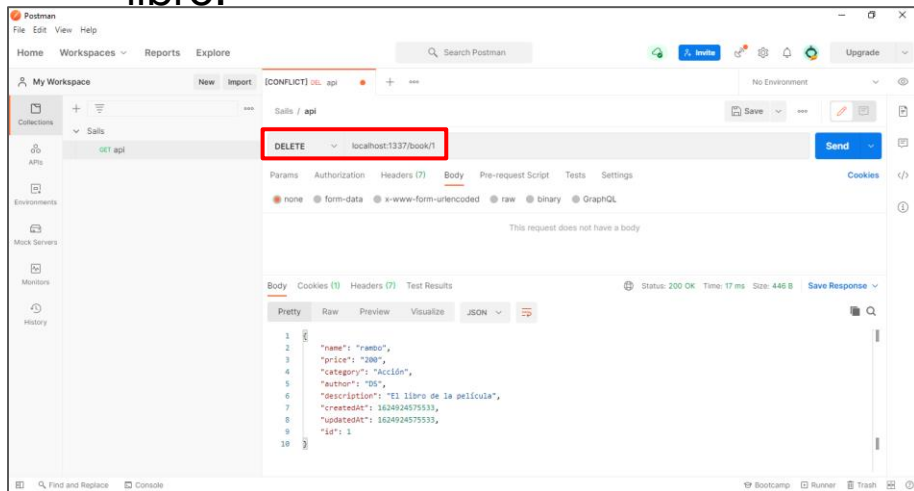 libro.
Postman
File Edit View Help
Home Workspaces Reports Explore Search Postman Invite Upgrade
My Workspace New Import [CONFLICT] DEL api No Environment
Collections
Sails
GET api
Sails / api Save
APIs
DELETE localhost:1337/book/1 Send
Params Authorization Headers (7) Body Pre-request Script Tests Settings Cookies
Environments
none form-data x-www-form-urlencoded raw binary GraphQL
This request does not have a body
Mock Servers
Monitors
History
Body Cookies (1) Headers (7) Test Results Status: 200 OK Time: 17 ms Size: 446 B Save Response
Pretty Raw Preview Visualize JSON
1 {
2 "name": "rambo",
3 "price": "200",
4 "category": "Acción",
5 "author": "DS",
6 "description": "El libro de la película",
7 "createdAt": 1624924575533,
8 "updatedAt": 1624924575533,
9 "id": 1
10 }
Find and Replace Console Bootcamp Runner Trash